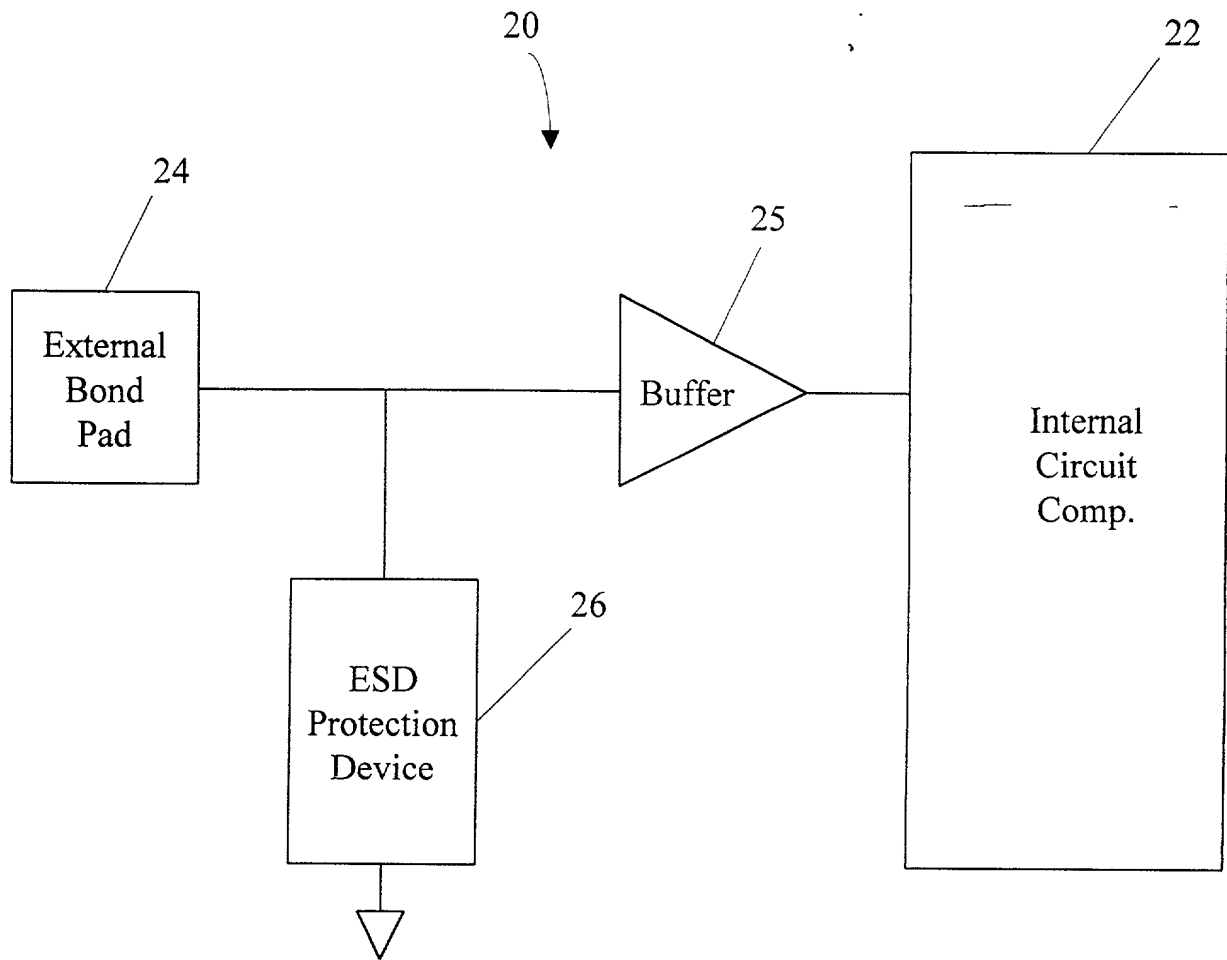 20
22
24
25
External
Bond
Pad
Buffer
Internal
Circuit
Comp.
26
ESD
Protection
Device